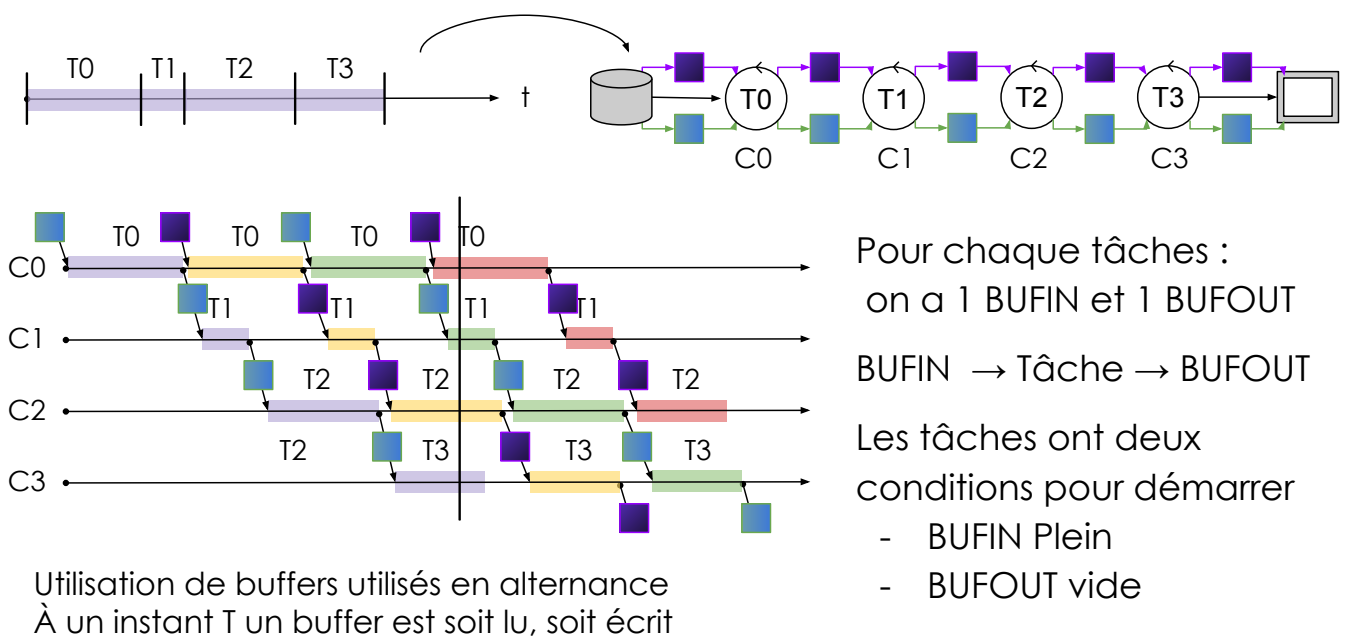 T0 T1 T2 T3
t
T0 T1 T2 T3
C0 C1 C2 C3
T0 T0 T0 T0
C0
T1 T1 T1 T1
C1
T2 T2 T2 T2
C2
T2 T3 T3 T3
C3
Utilisation de buffers utilisés en alternance
À un instant T un buffer est soit lu, soit écrit
Pour chaque tâches :
on a 1 BUFIN et 1 BUFOUT
BUFIN → Tâche → BUFOUT
Les tâches ont deux
conditions pour démarrer
- BUFIN Plein
- BUFOUT vide